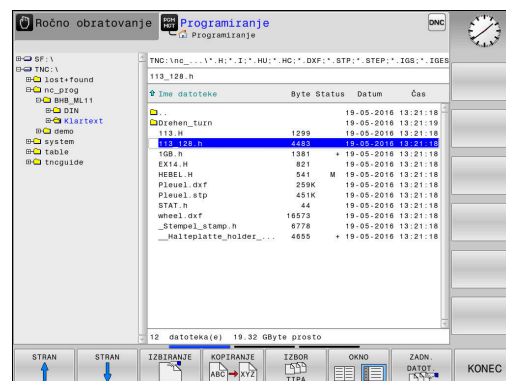 Ročno obratovanje
PGM
MGT
Programiranje
Programiranje
DNC
SF:\
TNC:\
lost+found
nc_prog
BHB_ML11
DIN
Klartext
demo
system
table
tncguide
TNC:\nc_...\*.H;*.I;*.HU;*.HC;*.DXF;*.STP;*.STEP;*.IGS;*.IGES
113_128.h
Ime datoteke Byte Status Datum Čas
.. 19-05-2016 13:21:18
Drehen_turn 19-05-2016 13:21:19
113.H 1299 19-05-2016 13:21:18
113_128.h 4483 19-05-2016 13:21:18
1GB.h 1381 + 19-05-2016 13:21:18
EX14.H 821 19-05-2016 13:21:18
HEBEL.H 541 M 19-05-2016 13:21:18
Pleuel.dxf 259K 19-05-2016 13:21:18
Pleuel.stp 451K 19-05-2016 13:21:18
STAT.h 44 19-05-2016 13:21:18
wheel.dxf 16573 19-05-2016 13:21:18
_Stempel_stamp.h 6778 19-05-2016 13:21:18
__Halteplatte_holder_... 4655 + 19-05-2016 13:21:18
12 datoteka(e) 19.32 GByte prosto
STRAN
STRAN
IZBIRANJE
KOPIRANJE
ABC XYZ
IZBOR
TIPA
OKNO
ZADN.
DATOT.
KONEC